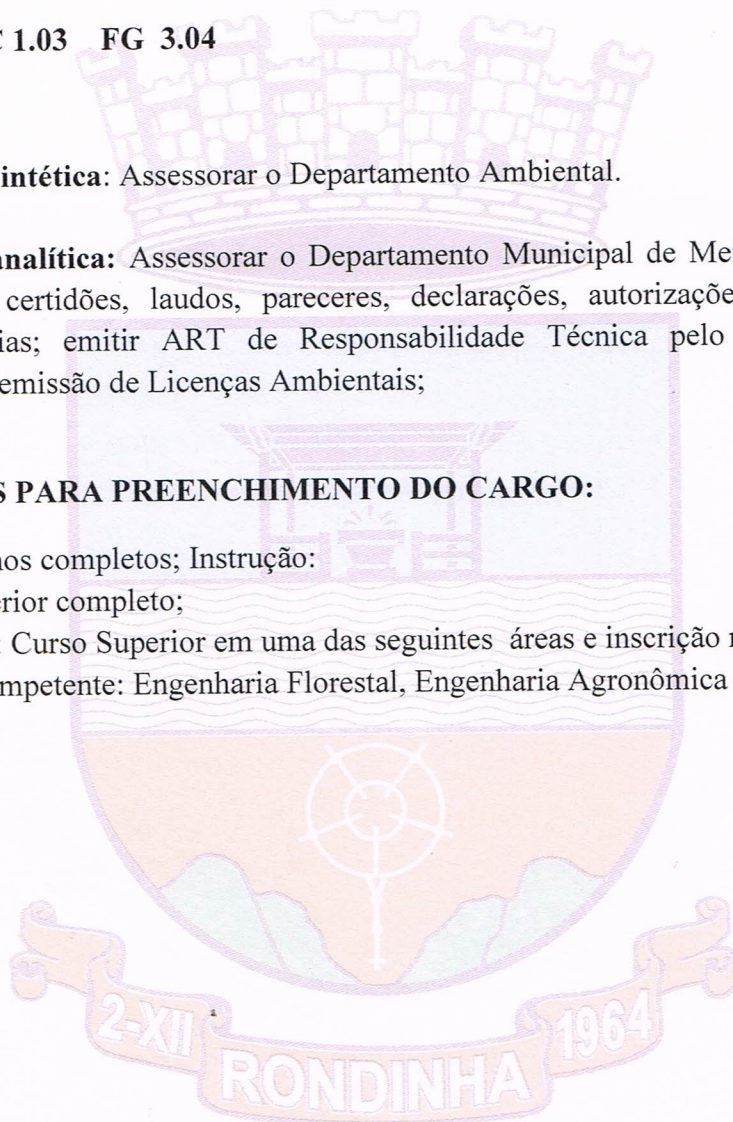 C 1.03 FG 3.04
intética: Assessorar o Departamento Ambiental.
analítica: Assessorar o Departamento Municipal de Me
certidões, laudos, pareceres, declarações, autorizaçõe
ias; emitir ART de Responsabilidade Técnica pelo
emissão de Licenças Ambientais;
S PARA PREENCHIMENTO DO CARGO:
nos completos; Instrução:
erior completo;
: Curso Superior em uma das seguintes áreas e inscrição n
mpetente: Engenharia Florestal, Engenharia Agronômica
2-XII RONDINHA 1964